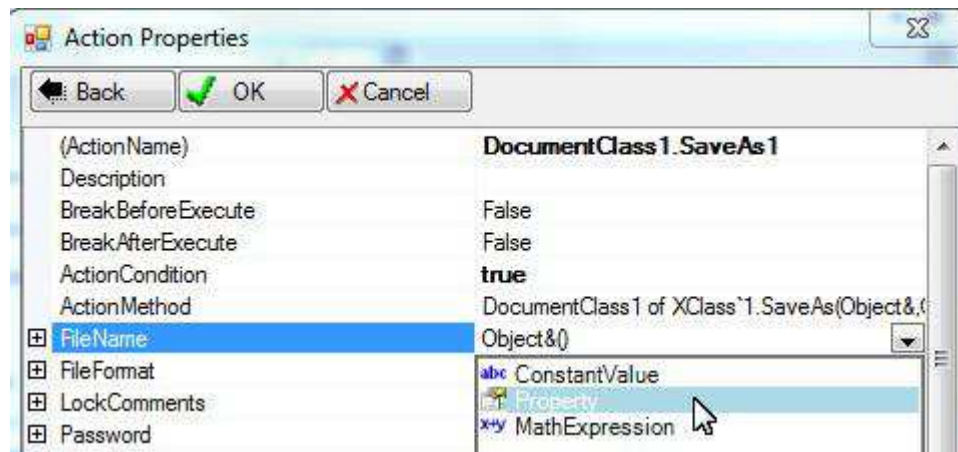 Action Properties
Back OK Cancel
(ActionName) DocumentClass1.SaveAs1
Description
BreakBeforeExecute False
BreakAfterExecute False
ActionCondition true
ActionMethod DocumentClass1 of XClass`1.SaveAs(Object&,
FileName Object&()
FileFormat abc ConstantValue
LockComments Property
Password x+y MathExpression